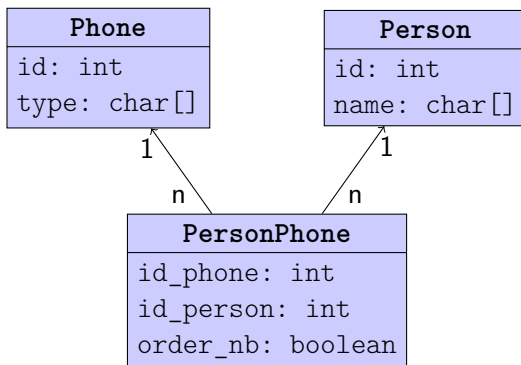 Phone
id: int
type: char[]
Person
id: int
name: char[]
1
1
n
n
PersonPhone
id_phone: int
id_person: int
order_nb: boolean